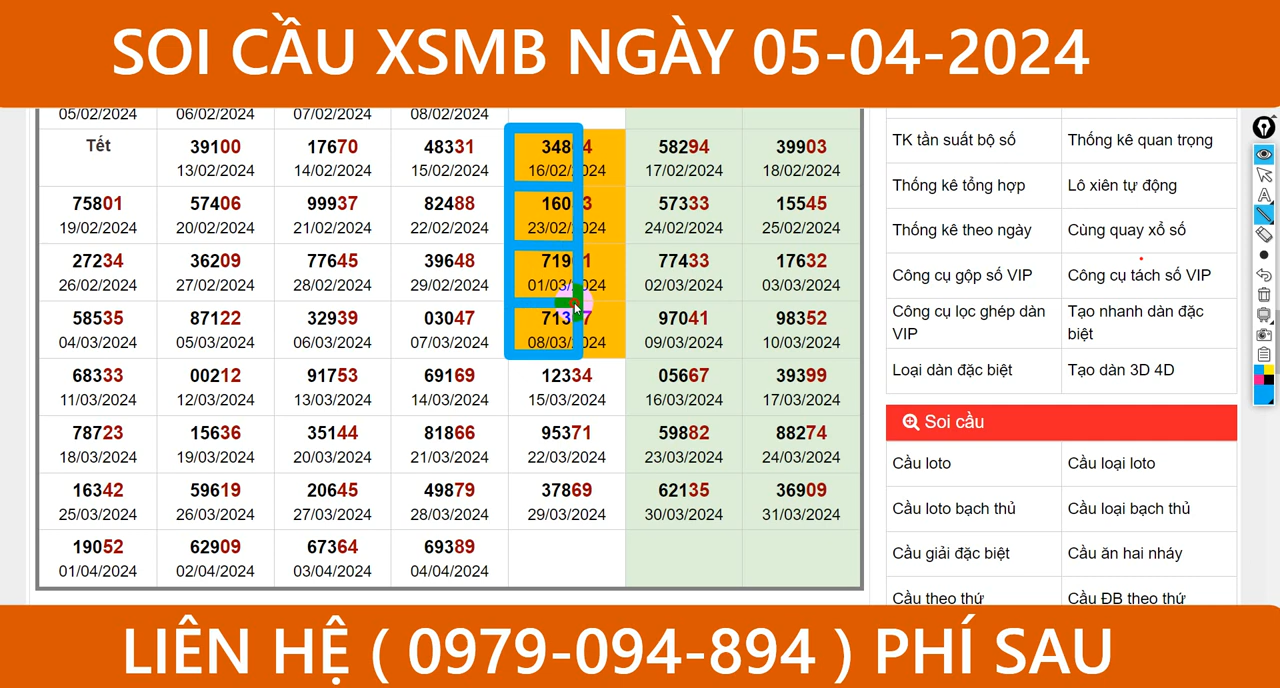 SOI CẦU XSMB NGÀY 05-04-2024
05/02/2024 06/02/2024 07/02/2024 08/02/2024
Tết 39100 17670 48331 58294 39903
13/02/2024 14/02/2024 15/02/2024 16/02/2024 17/02/2024 18/02/2024
75801 57406 99937 82488 57333 15545
19/02/2024 20/02/2024 21/02/2024 22/02/2024 23/02/2024 24/02/2024 25/02/2024
27234 36209 77645 39648 77433 17632
26/02/2024 27/02/2024 28/02/2024 29/02/2024 01/03/2024 02/03/2024 03/03/2024
58535 87122 32939 03047 97041 98352
04/03/2024 05/03/2024 06/03/2024 07/03/2024 08/03/2024 09/03/2024 10/03/2024
68333 00212 91753 69169 12334 05667 39399
11/03/2024 12/03/2024 13/03/2024 14/03/2024 15/03/2024 16/03/2024 17/03/2024
78723 15636 35144 81866 95371 59882 88274
18/03/2024 19/03/2024 20/03/2024 21/03/2024 22/03/2024 23/03/2024 24/03/2024
16342 59619 20645 49879 37869 62135 36909
25/03/2024 26/03/2024 27/03/2024 28/03/2024 29/03/2024 30/03/2024 31/03/2024
19052 62909 67364 69389
01/04/2024 02/04/2024 03/04/2024 04/04/2024
TK tần suất bộ số Thống kê quan trọng
Thống kê tổng hợp Lô xiên tự động
Thống kê theo ngày Cùng quay xổ số
Công cụ gộp số VIP Công cụ tách số VIP
Công cụ lọc ghép dàn VIP Tạo nhanh dàn đặc biệt
Loại dàn đặc biệt Tạo dàn 3D 4D
Soi cầu
Cầu loto Cầu loại loto
Cầu loto bạch thủ Cầu loại bạch thủ
Cầu giải đặc biệt Cầu ăn hai nháy
Cầu theo thứ Cầu ĐB theo thứ
LIÊN HỆ ( 0979-094-894 ) PHÍ SAU